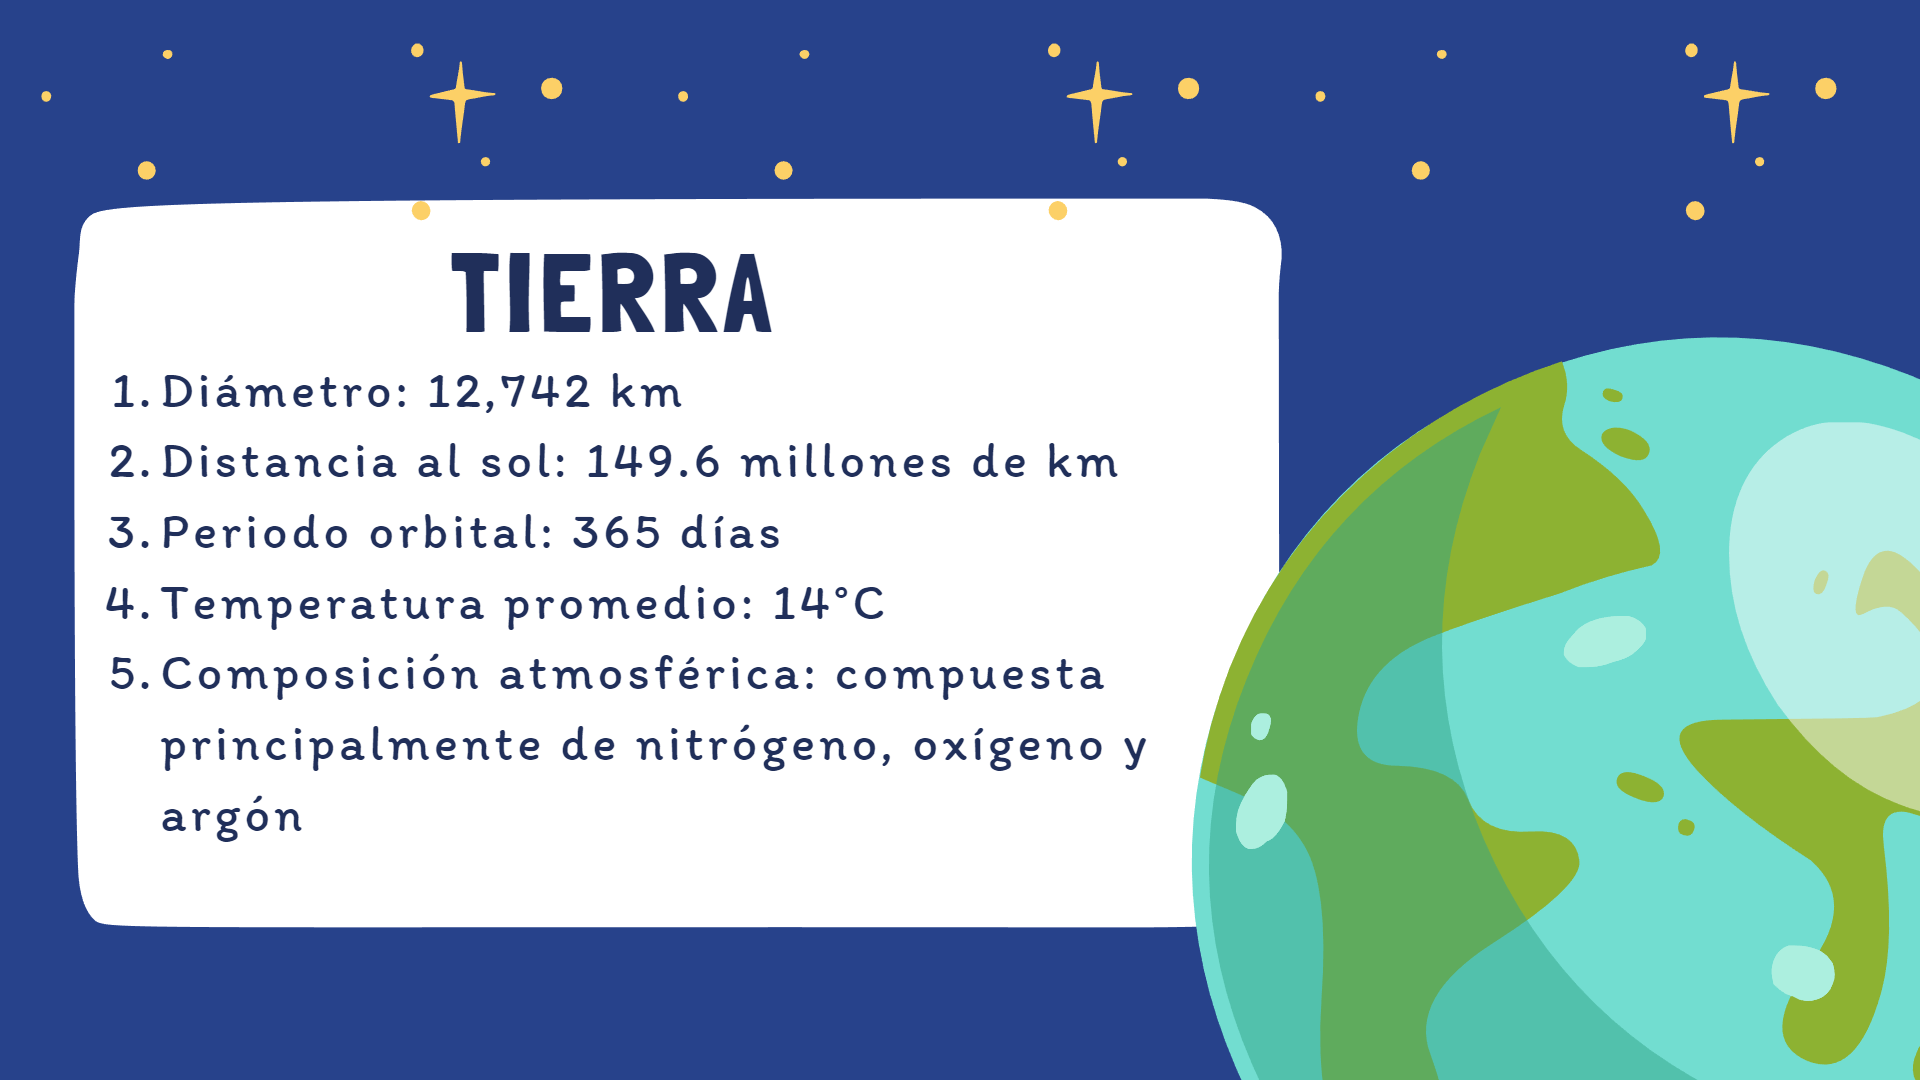 TIERRA
1. Diámetro: 12,742 km
2. Distancia al sol: 149.6 millones de km
3. Periodo orbital: 365 días
4. Temperatura promedio: 14°C
5. Composición atmosférica: compuesta
principalmente de nitrógeno, oxígeno y
argón